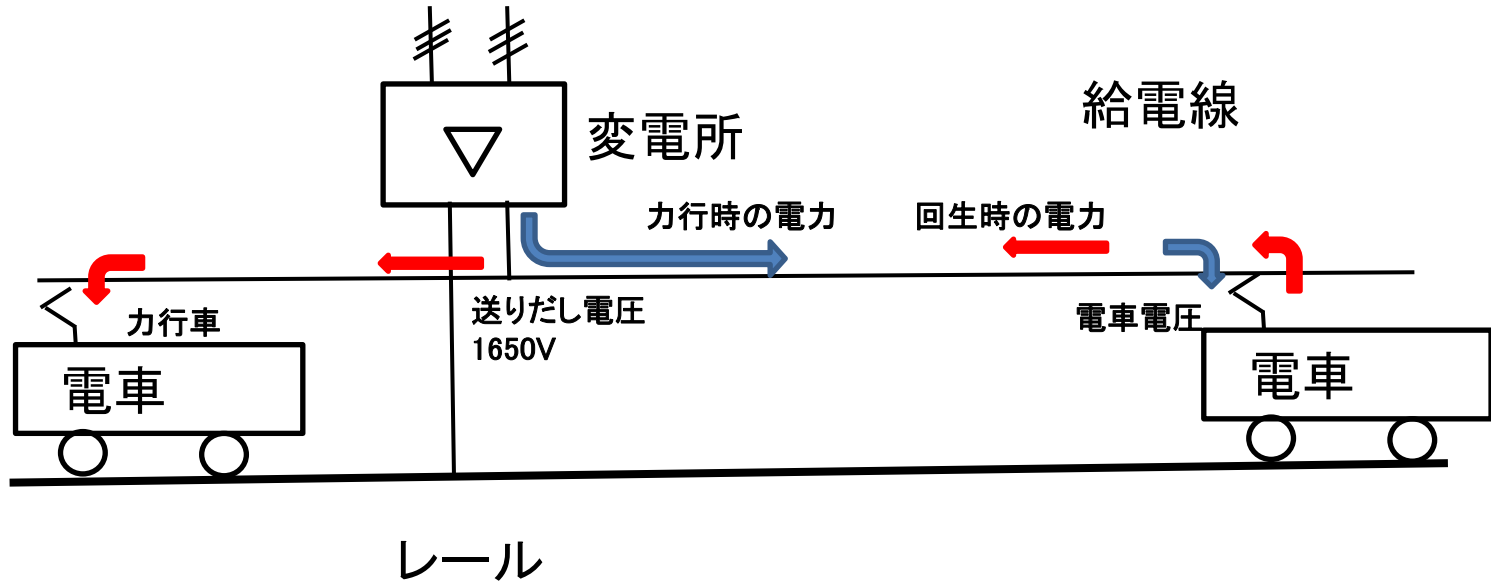 変電所
給電線
力行時の電力
回生時の電力
力行車
送りだし電圧
1650V
電車電圧
電車
電車
レール